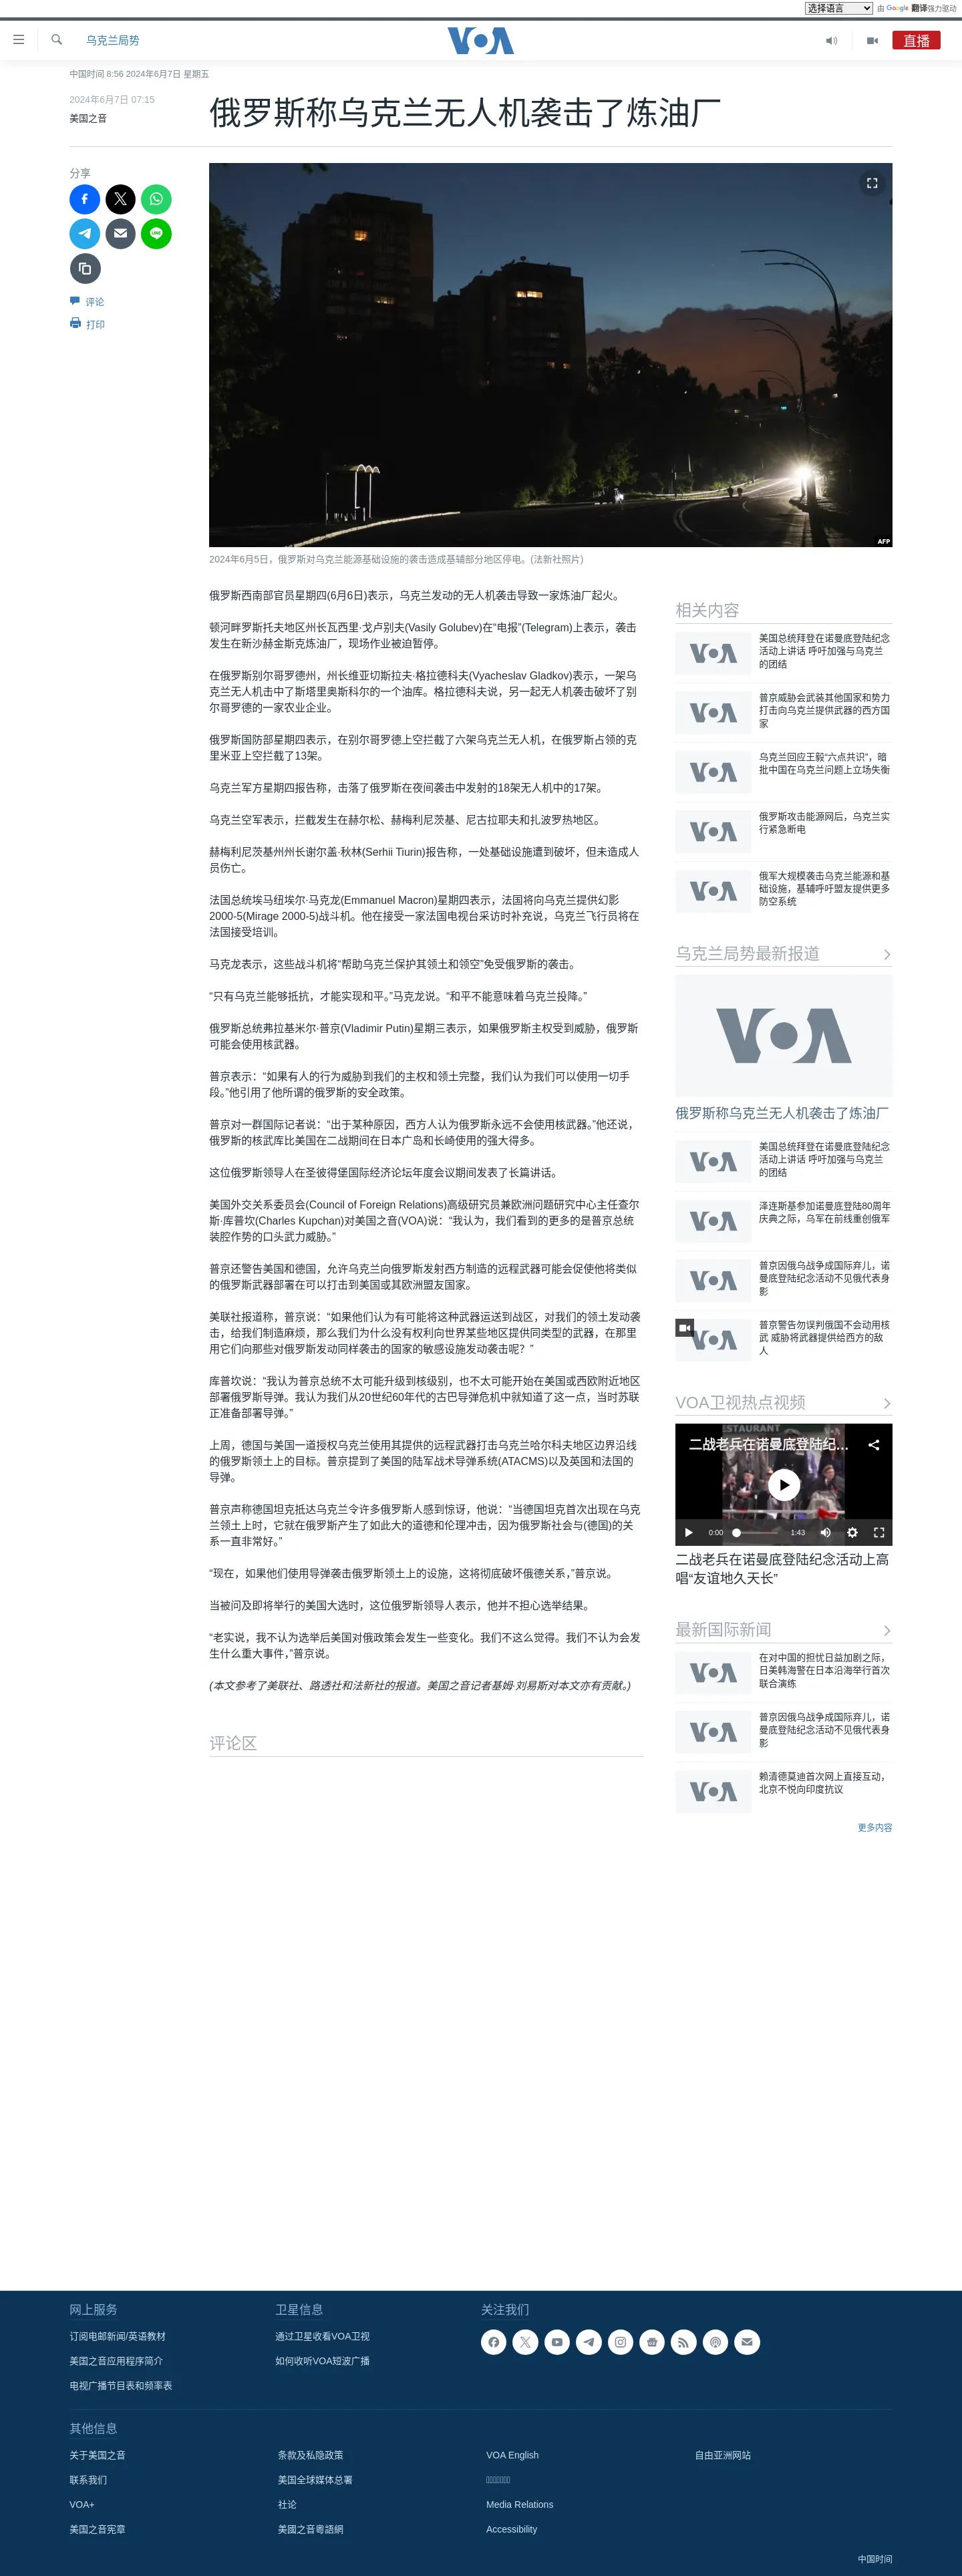 选择语言
由 Google 翻译强力驱动
乌克兰局势
VOA
直播
中国时间 8:56 2024年6月7日 星期五
2024年6月7日 07:15
美国之音
俄罗斯称乌克兰无人机袭击了炼油厂
分享
评论
打印
AFP
2024年6月5日，俄罗斯对乌克兰能源基础设施的袭击造成基辅部分地区停电。(法新社照片)
俄罗斯西南部官员星期四(6月6日)表示，乌克兰发动的无人机袭击导致一家炼油厂起火。
顿河畔罗斯托夫地区州长瓦西里·戈卢别夫(Vasily Golubev)在“电报”(Telegram)上表示，袭击
发生在新沙赫金斯克炼油厂，现场作业被迫暂停。
在俄罗斯别尔哥罗德州，州长维亚切斯拉夫·格拉德科夫(Vyacheslav Gladkov)表示，一架乌
克兰无人机击中了斯塔里奥斯科尔的一个油库。格拉德科夫说，另一起无人机袭击破坏了别
尔哥罗德的一家农业企业。
俄罗斯国防部星期四表示，在别尔哥罗德上空拦截了六架乌克兰无人机，在俄罗斯占领的克
里米亚上空拦截了13架。
乌克兰军方星期四报告称，击落了俄罗斯在夜间袭击中发射的18架无人机中的17架。
乌克兰空军表示，拦截发生在赫尔松、赫梅利尼茨基、尼古拉耶夫和扎波罗热地区。
赫梅利尼茨基州州长谢尔盖·秋林(Serhii Tiurin)报告称，一处基础设施遭到破坏，但未造成人
员伤亡。
法国总统埃马纽埃尔·马克龙(Emmanuel Macron)星期四表示，法国将向乌克兰提供幻影
2000-5(Mirage 2000-5)战斗机。他在接受一家法国电视台采访时补充说，乌克兰飞行员将在
法国接受培训。
马克龙表示，这些战斗机将“帮助乌克兰保护其领土和领空”免受俄罗斯的袭击。
“只有乌克兰能够抵抗，才能实现和平。”马克龙说。“和平不能意味着乌克兰投降。”
俄罗斯总统弗拉基米尔·普京(Vladimir Putin)星期三表示，如果俄罗斯主权受到威胁，俄罗斯
可能会使用核武器。
普京表示：“如果有人的行为威胁到我们的主权和领土完整，我们认为我们可以使用一切手
段。”他引用了他所谓的俄罗斯的安全政策。
普京对一群国际记者说：“出于某种原因，西方人认为俄罗斯永远不会使用核武器。”他还说，
俄罗斯的核武库比美国在二战期间在日本广岛和长崎使用的强大得多。
这位俄罗斯领导人在圣彼得堡国际经济论坛年度会议期间发表了长篇讲话。
美国外交关系委员会(Council of Foreign Relations)高级研究员兼欧洲问题研究中心主任查尔
斯·库普坎(Charles Kupchan)对美国之音(VOA)说：“我认为，我们看到的更多的是普京总统
装腔作势的口头武力威胁。”
普京还警告美国和德国，允许乌克兰向俄罗斯发射西方制造的远程武器可能会促使他将类似
的俄罗斯武器部署在可以打击到美国或其欧洲盟友国家。
美联社报道称，普京说：“如果他们认为有可能将这种武器运送到战区，对我们的领土发动袭
击，给我们制造麻烦，那么我们为什么没有权利向世界某些地区提供同类型的武器，在那里
用它们向那些对俄罗斯发动同样袭击的国家的敏感设施发动袭击呢？”
库普坎说：“我认为普京总统不太可能升级到核级别，也不太可能开始在美国或西欧附近地区
部署俄罗斯导弹。我认为我们从20世纪60年代的古巴导弹危机中就知道了这一点，当时苏联
正准备部署导弹。”
上周，德国与美国一道授权乌克兰使用其提供的远程武器打击乌克兰哈尔科夫地区边界沿线
的俄罗斯领土上的目标。普京提到了美国的陆军战术导弹系统(ATACMS)以及英国和法国的
导弹。
普京声称德国坦克抵达乌克兰令许多俄罗斯人感到惊讶，他说：“当德国坦克首次出现在乌克
兰领土上时，它就在俄罗斯产生了如此大的道德和伦理冲击，因为俄罗斯社会与(德国)的关
系一直非常好。”
“现在，如果他们使用导弹袭击俄罗斯领土上的设施，这将彻底破坏俄德关系，”普京说。
当被问及即将举行的美国大选时，这位俄罗斯领导人表示，他并不担心选举结果。
“老实说，我不认为选举后美国对俄政策会发生一些变化。我们不这么觉得。我们不认为会发
生什么重大事件，”普京说。
(本文参考了美联社、路透社和法新社的报道。美国之音记者基姆·刘易斯对本文亦有贡献。)
评论区
相关内容
VOA
美国总统拜登在诺曼底登陆纪念
活动上讲话 呼吁加强与乌克兰
的团结
VOA
普京威胁会武装其他国家和势力
打击向乌克兰提供武器的西方国
家
VOA
乌克兰回应王毅“六点共识”，暗
批中国在乌克兰问题上立场失衡
VOA
俄罗斯攻击能源网后，乌克兰实
行紧急断电
VOA
俄军大规模袭击乌克兰能源和基
础设施，基辅呼吁盟友提供更多
防空系统
乌克兰局势最新报道
VOA
俄罗斯称乌克兰无人机袭击了炼油厂
VOA
美国总统拜登在诺曼底登陆纪念
活动上讲话 呼吁加强与乌克兰
的团结
VOA
泽连斯基参加诺曼底登陆80周年
庆典之际，乌军在前线重创俄军
VOA
普京因俄乌战争成国际弃儿，诺
曼底登陆纪念活动不见俄代表身
影
VOA
普京警告勿误判俄国不会动用核
武 威胁将武器提供给西方的敌
人
VOA卫视热点视频
二战老兵在诺曼底登陆纪...
0:00
1:43
二战老兵在诺曼底登陆纪念活动上高
唱“友谊地久天长”
最新国际新闻
VOA
在对中国的担忧日益加剧之际，
日美韩海警在日本沿海举行首次
联合演练
VOA
普京因俄乌战争成国际弃儿，诺
曼底登陆纪念活动不见俄代表身
影
VOA
赖清德莫迪首次网上直接互动，
北京不悦向印度抗议
更多内容
网上服务
订阅电邮新闻/英语教材
美国之音应用程序简介
电视广播节目表和频率表
卫星信息
通过卫星收看VOA卫视
如何收听VOA短波广播
关注我们
其他信息
关于美国之音
联系我们
VOA+
美国之音宪章
条款及私隐政策
美国全球媒体总署
社论
美國之音粵語網
VOA English
Media Relations
Accessibility
自由亚洲网站
中国时间